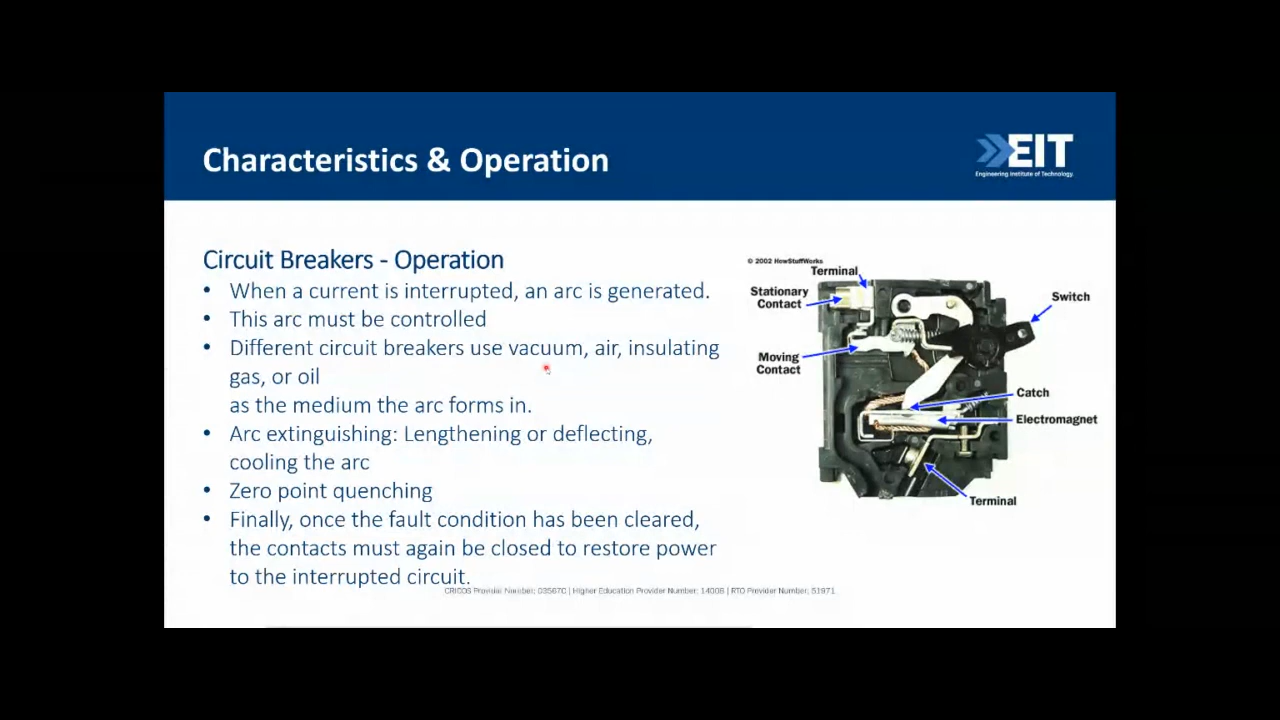 Characteristics & Operation
EIT
Engineering Institute of Technology
Circuit Breakers - Operation
• When a current is interrupted, an arc is generated.
• This arc must be controlled
• Different circuit breakers use vacuum, air, insulating
gas, or oil
as the medium the arc forms in.
• Arc extinguishing: Lengthening or deflecting,
cooling the arc
• Zero point quenching
• Finally, once the fault condition has been cleared,
the contacts must again be closed to restore power
to the interrupted circuit.
© 2002 HowStuffWorks
Terminal
Stationary
Contact
Switch
Moving
Contact
Catch
Electromagnet
Terminal
CRICOS Provider Number: 03567C | Higher Education Provider Number: 14008 | RTO Provider Number: 51971